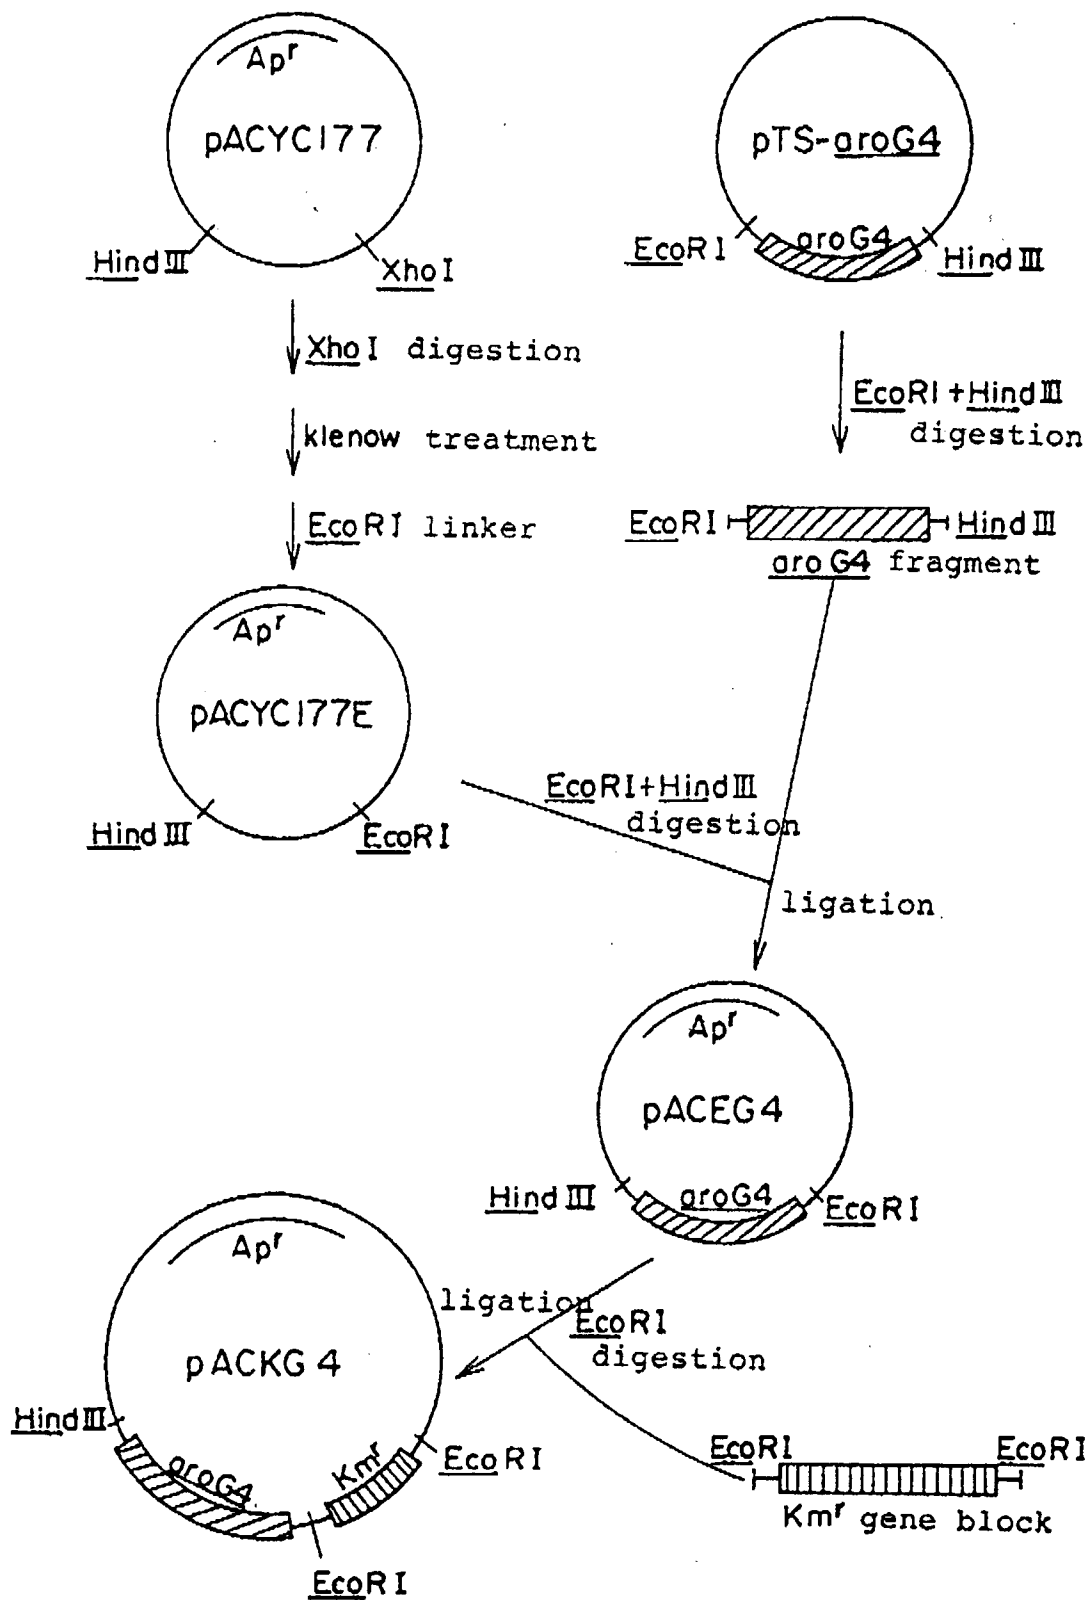 Apʳ
pACYC177
HindIII
XhoI
pTS-aroG4
aroG4
EcoRI
HindIII
XhoI digestion
klenow treatment
EcoRI linker
EcoRI+HindIII
digestion
EcoRI
HindIII
aroG4 fragment
Apʳ
pACYC177E
HindIII
EcoRI
EcoRI+HindIII
digestion
ligation
Apʳ
pACEG4
HindIII
aroG4
EcoRI
ligation
EcoRI
digestion
Apʳ
pACKG4
HindIII
aroG4
Kmʳ
EcoRI
EcoRI
EcoRI
EcoRI
Kmʳ gene block